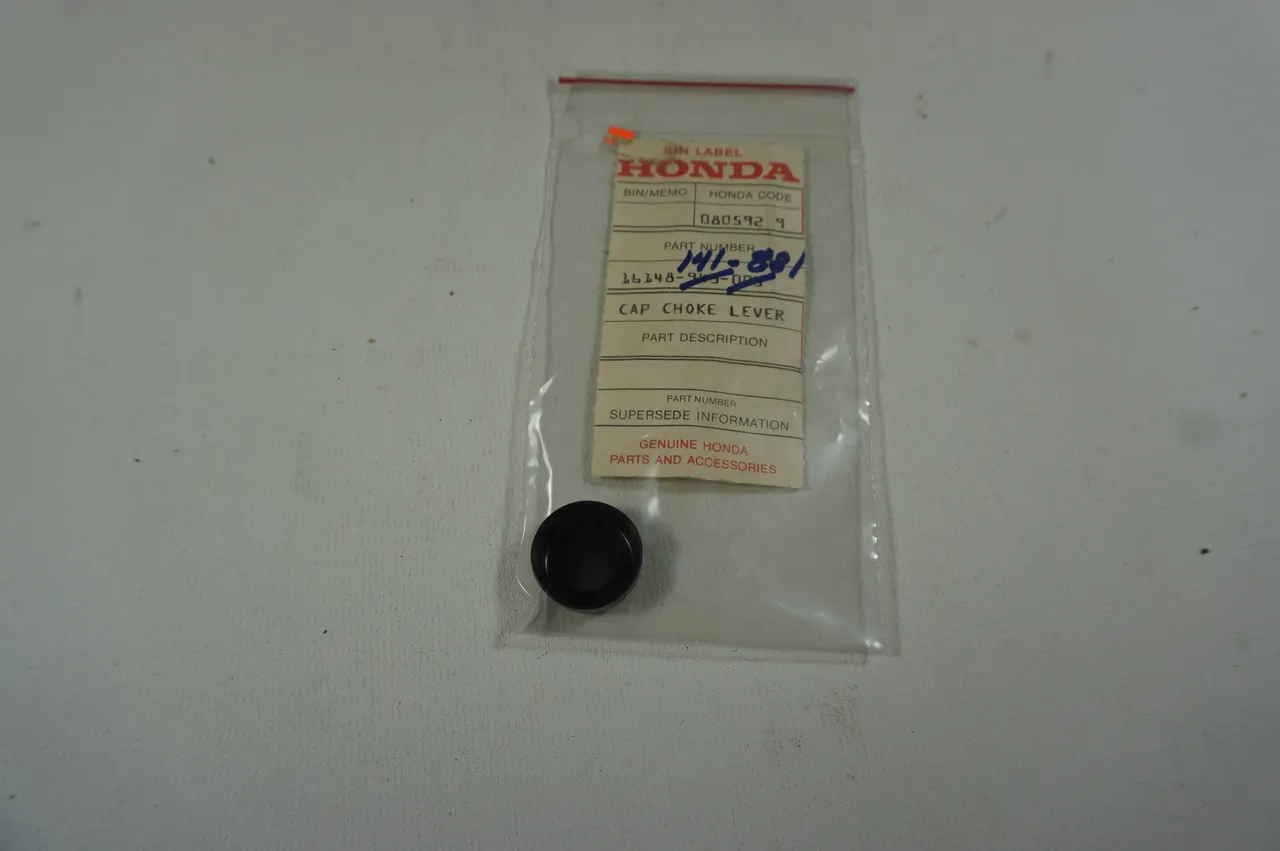 BIN LABEL
HONDA
BIN/MEMO HONDA CODE
080592 9
PART NUMBER
141-881
16148-
CAP CHOKE LEVER
PART DESCRIPTION
PART NUMBER
SUPERSEDE INFORMATION
GENUINE HONDA
PARTS AND ACCESSORIES